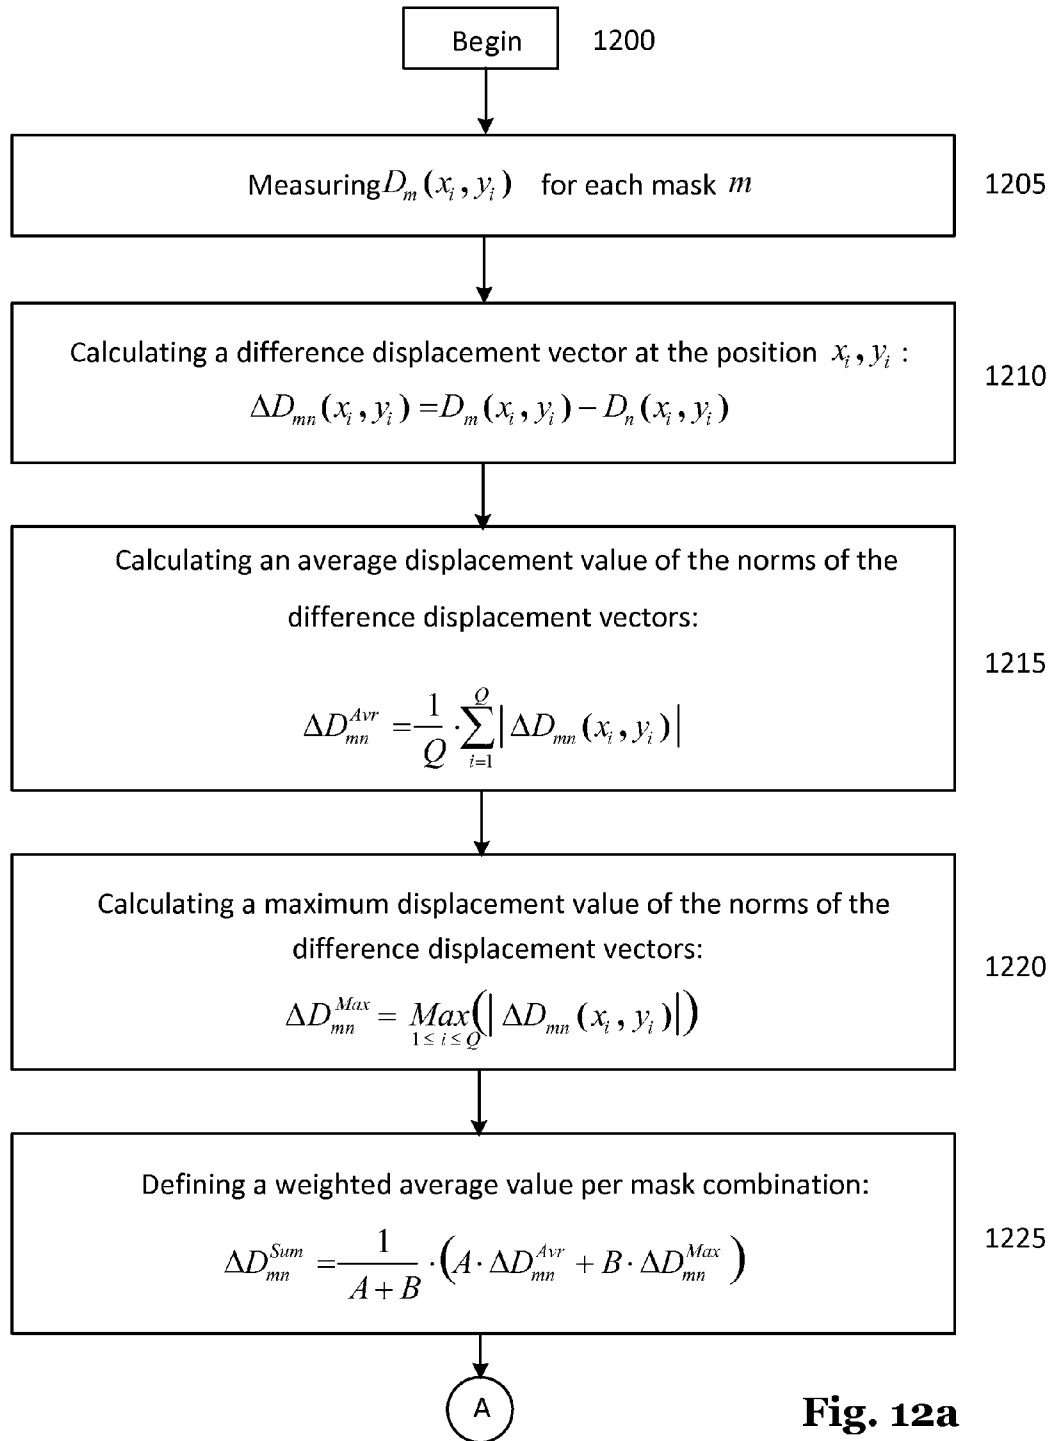 Begin 1200
Measuring D_m(x_i, y_i) for each mask m 1205
Calculating a difference displacement vector at the position x_i, y_i :
ΔD_mn(x_i, y_i) = D_m(x_i, y_i) − D_n(x_i, y_i)
1210
Calculating an average displacement value of the norms of the
difference displacement vectors:
1215
ΔD_mn^Avr = 1/Q · ∑_{i=1}^{Q} | ΔD_mn(x_i, y_i) |
Calculating a maximum displacement value of the norms of the
difference displacement vectors:
1220
ΔD_mn^Max = Max_{1 ≤ i ≤ Q} (| ΔD_mn(x_i, y_i) |)
Defining a weighted average value per mask combination:
1225
ΔD_mn^Sum = 1/(A + B) · (A · ΔD_mn^Avr + B · ΔD_mn^Max)
A
Fig. 12a